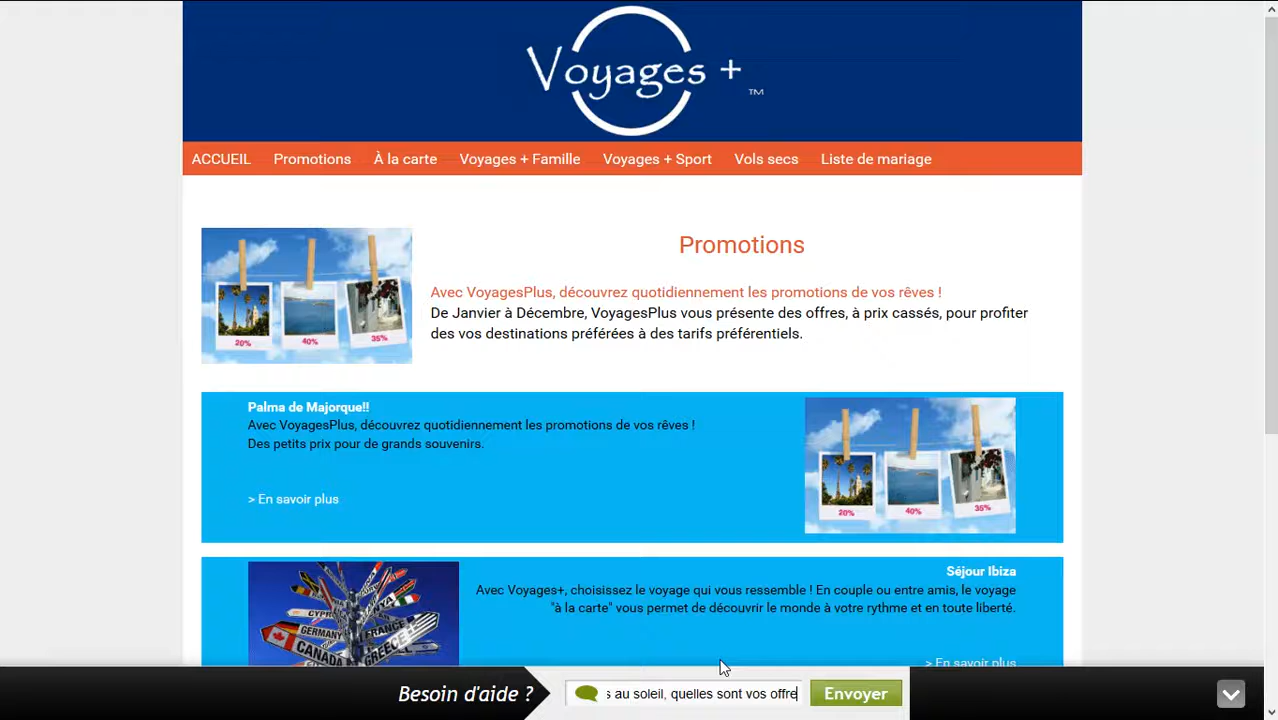 Voyages +
TM
ACCUEIL Promotions À la carte Voyages + Famille Voyages + Sport Vols secs Liste de mariage
Promotions
20% 40% 35%
Avec VoyagesPlus, découvrez quotidiennement les promotions de vos rêves !
De Janvier à Décembre, VoyagesPlus vous présente des offres, à prix cassés, pour profiter
des vos destinations préférées à des tarifs préférentiels.
Palma de Majorque!!
Avec VoyagesPlus, découvrez quotidiennement les promotions de vos rêves !
Des petits prix pour de grands souvenirs.
> En savoir plus
20% 40% 35%
Séjour Ibiza
Avec Voyages+, choisissez le voyage qui vous ressemble ! En couple ou entre amis, le voyage
"à la carte" vous permet de découvrir le monde à votre rythme et en toute liberté.
GERMANY
FRANCE
CANADA
GREECE
> En savoir plus
Besoin d'aide ? s au soleil, quelles sont vos offre Envoyer